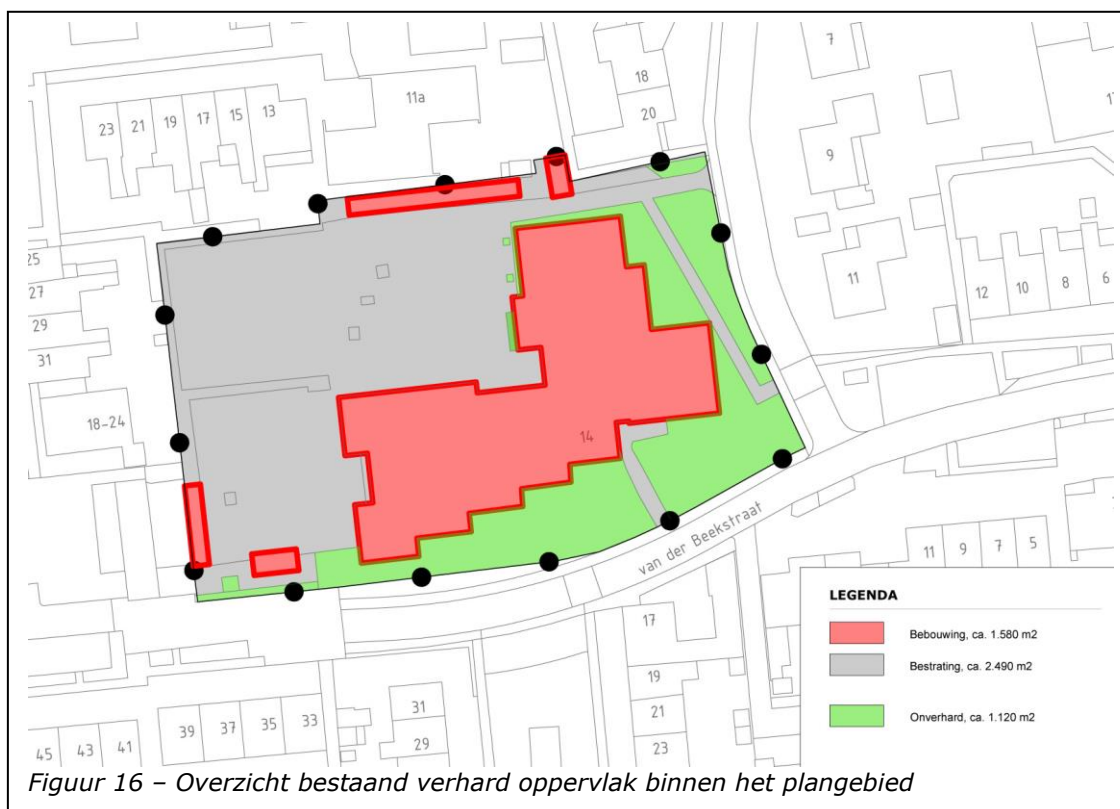 7
18
11a
20
23 21 19 17 15 13
9
25
27
11
29
12 10 8 6
31
18-24
14
van der Beekstraat
11 9 7 5
LEGENDA
17
Bebouwing, ca. 1.580 m2
Bestrating, ca. 2.490 m2
19
31
21
Onverhard, ca. 1.120 m2
39 37 35 33
29
23
45 43 41
Figuur 16 – Overzicht bestaand verhard oppervlak binnen het plangebied